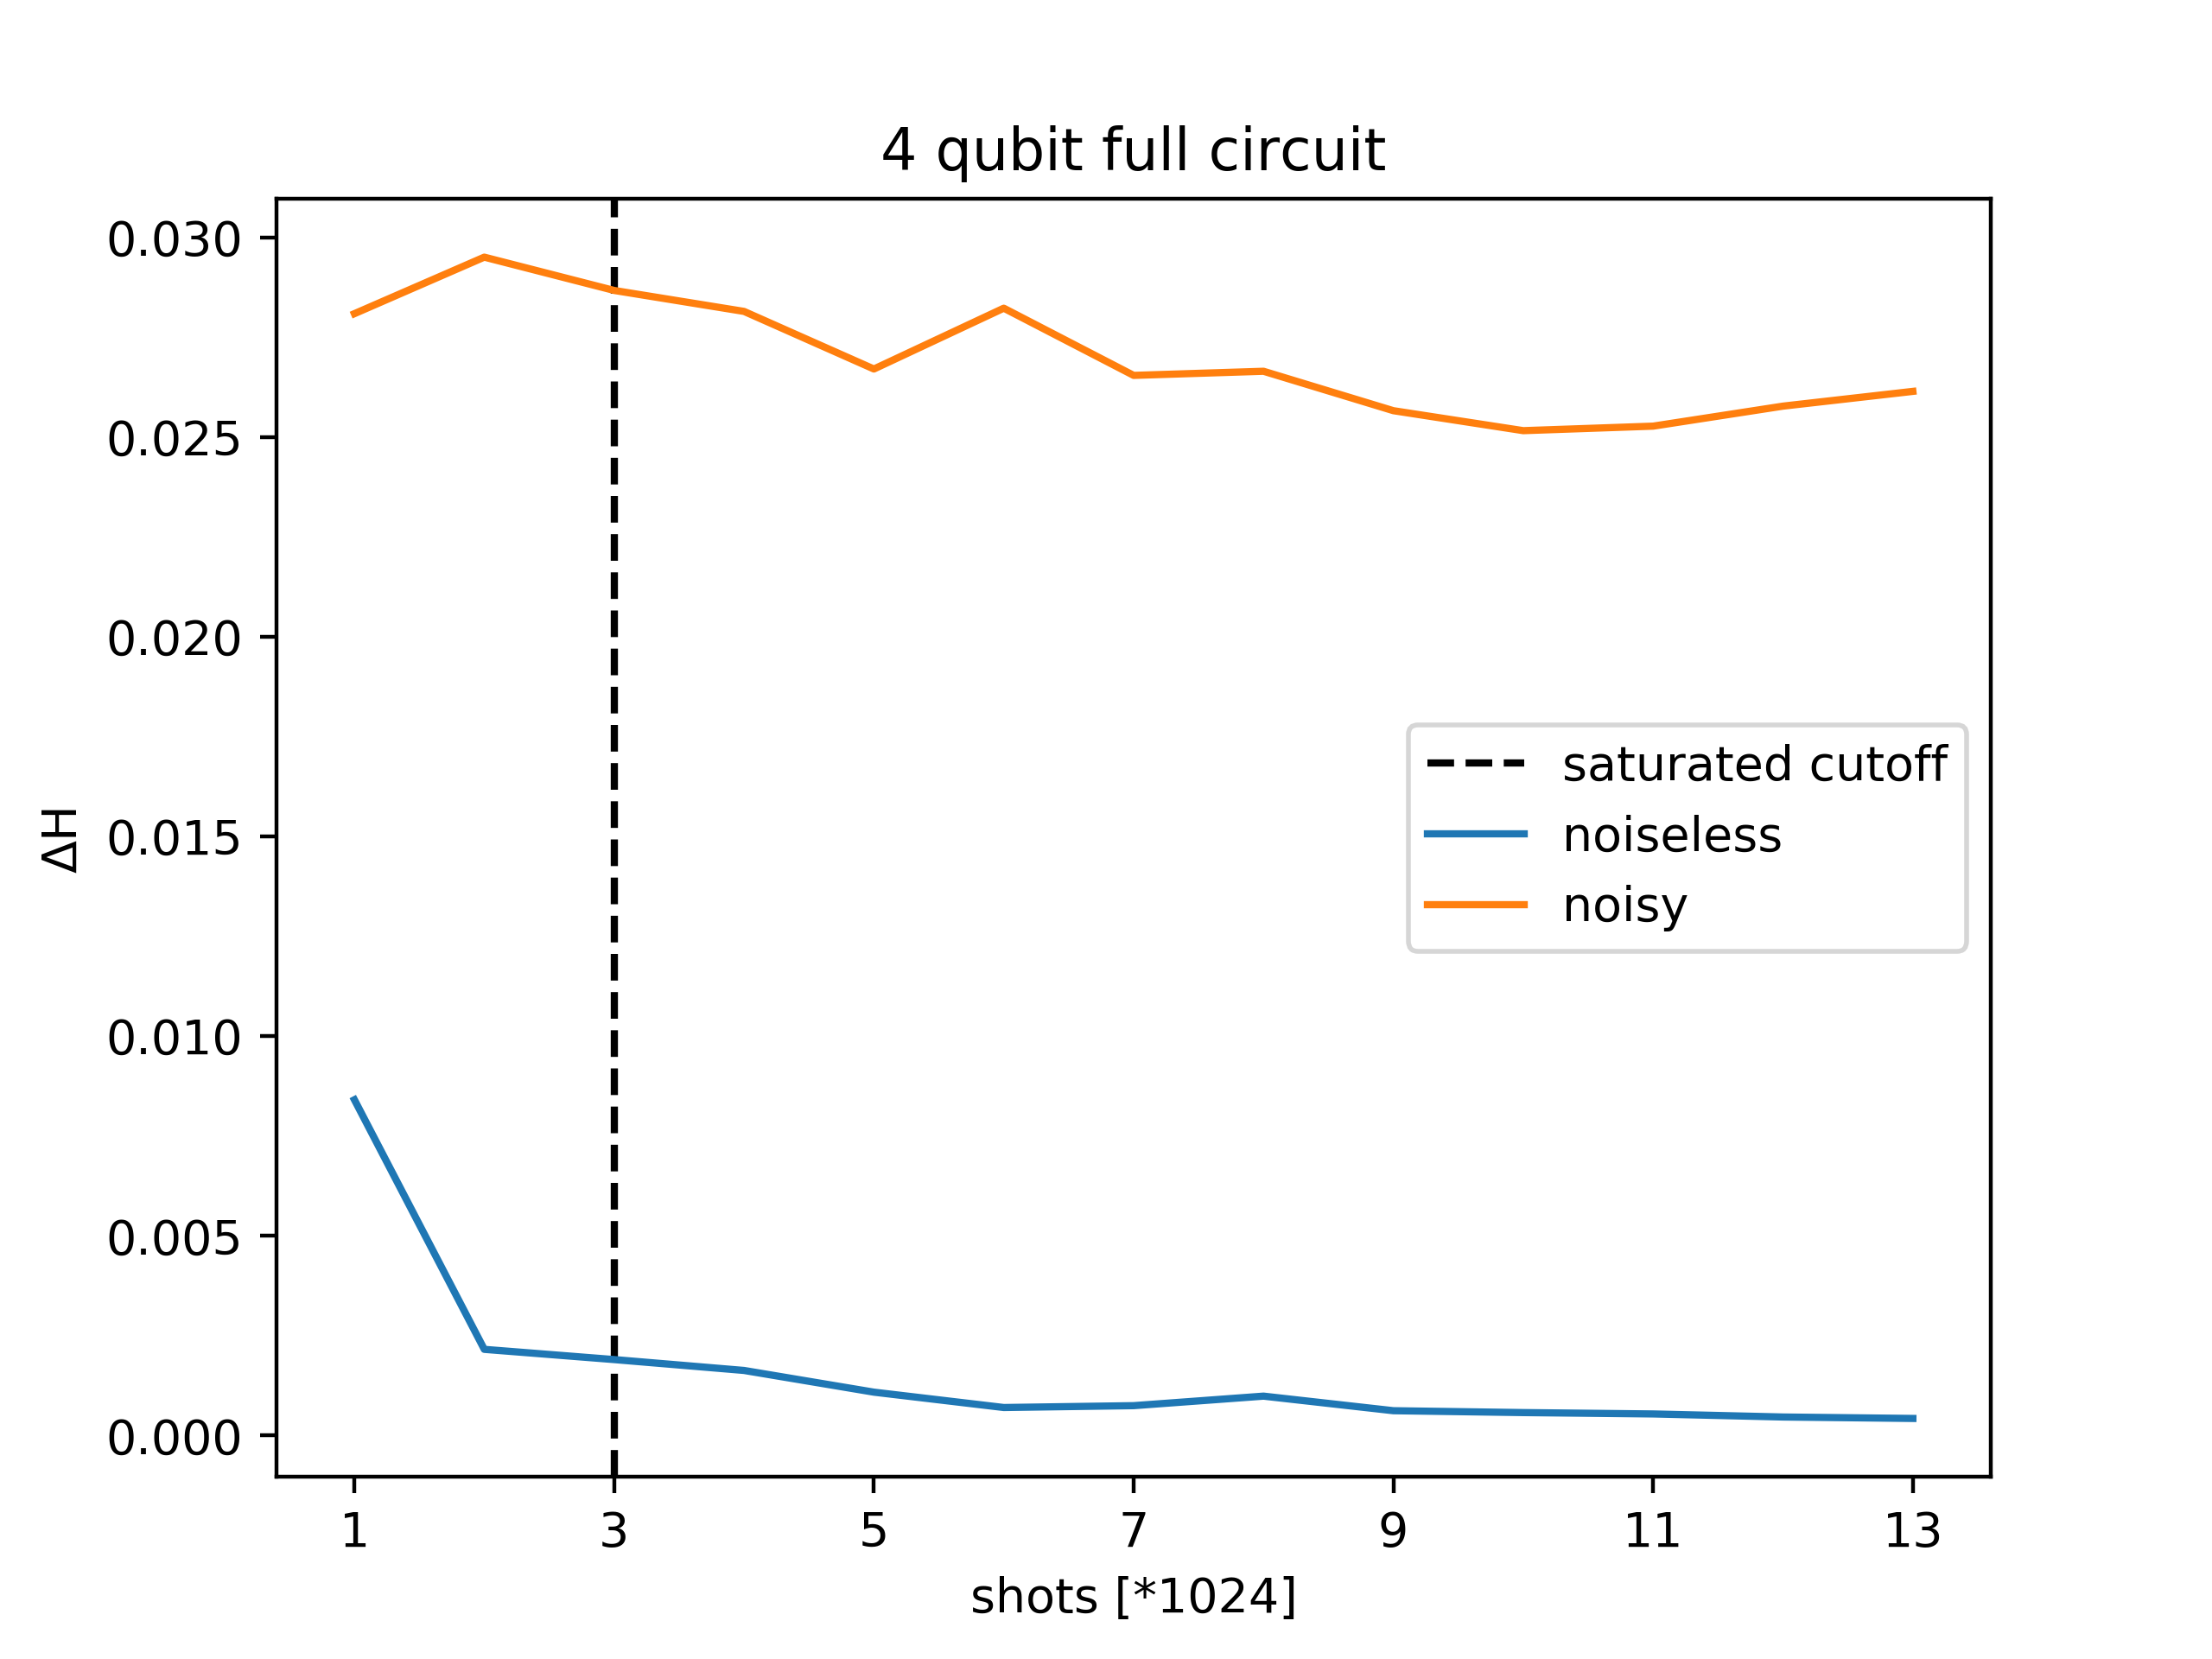 4 qubit full circuit
0.030
0.025
0.020
0.015
0.010
0.005
0.000
ΔH
saturated cutoff
noiseless
noisy
1 3 5 7 9 11 13
shots [*1024]